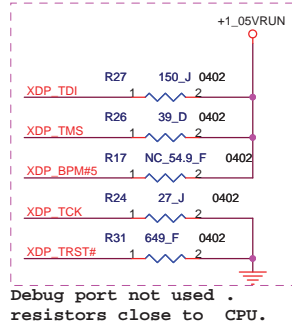 +1_05VRUN
R27 150_J 0402
XDP_TDI 1 2
R26 39_D 0402
XDP_TMS 1 2
R17 NC_54.9_F 0402
XDP_BPM#5 1 2
R24 27_J 0402
XDP_TCK 1 2
R31 649_F 0402
XDP_TRST# 1 2
Debug port not used .
resistors close to CPU.